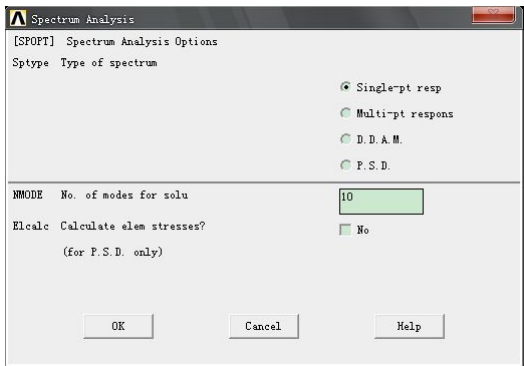 Spectrum Analysis
[SPOPT] Spectrum Analysis Options
Sptype Type of spectrum
Single-pt resp
Multi-pt respons
D.D.A.M.
P.S.D.
NMODE No. of modes for solu 10
Elcalc Calculate elem stresses? No
(for P.S.D. only)
OK Cancel Help